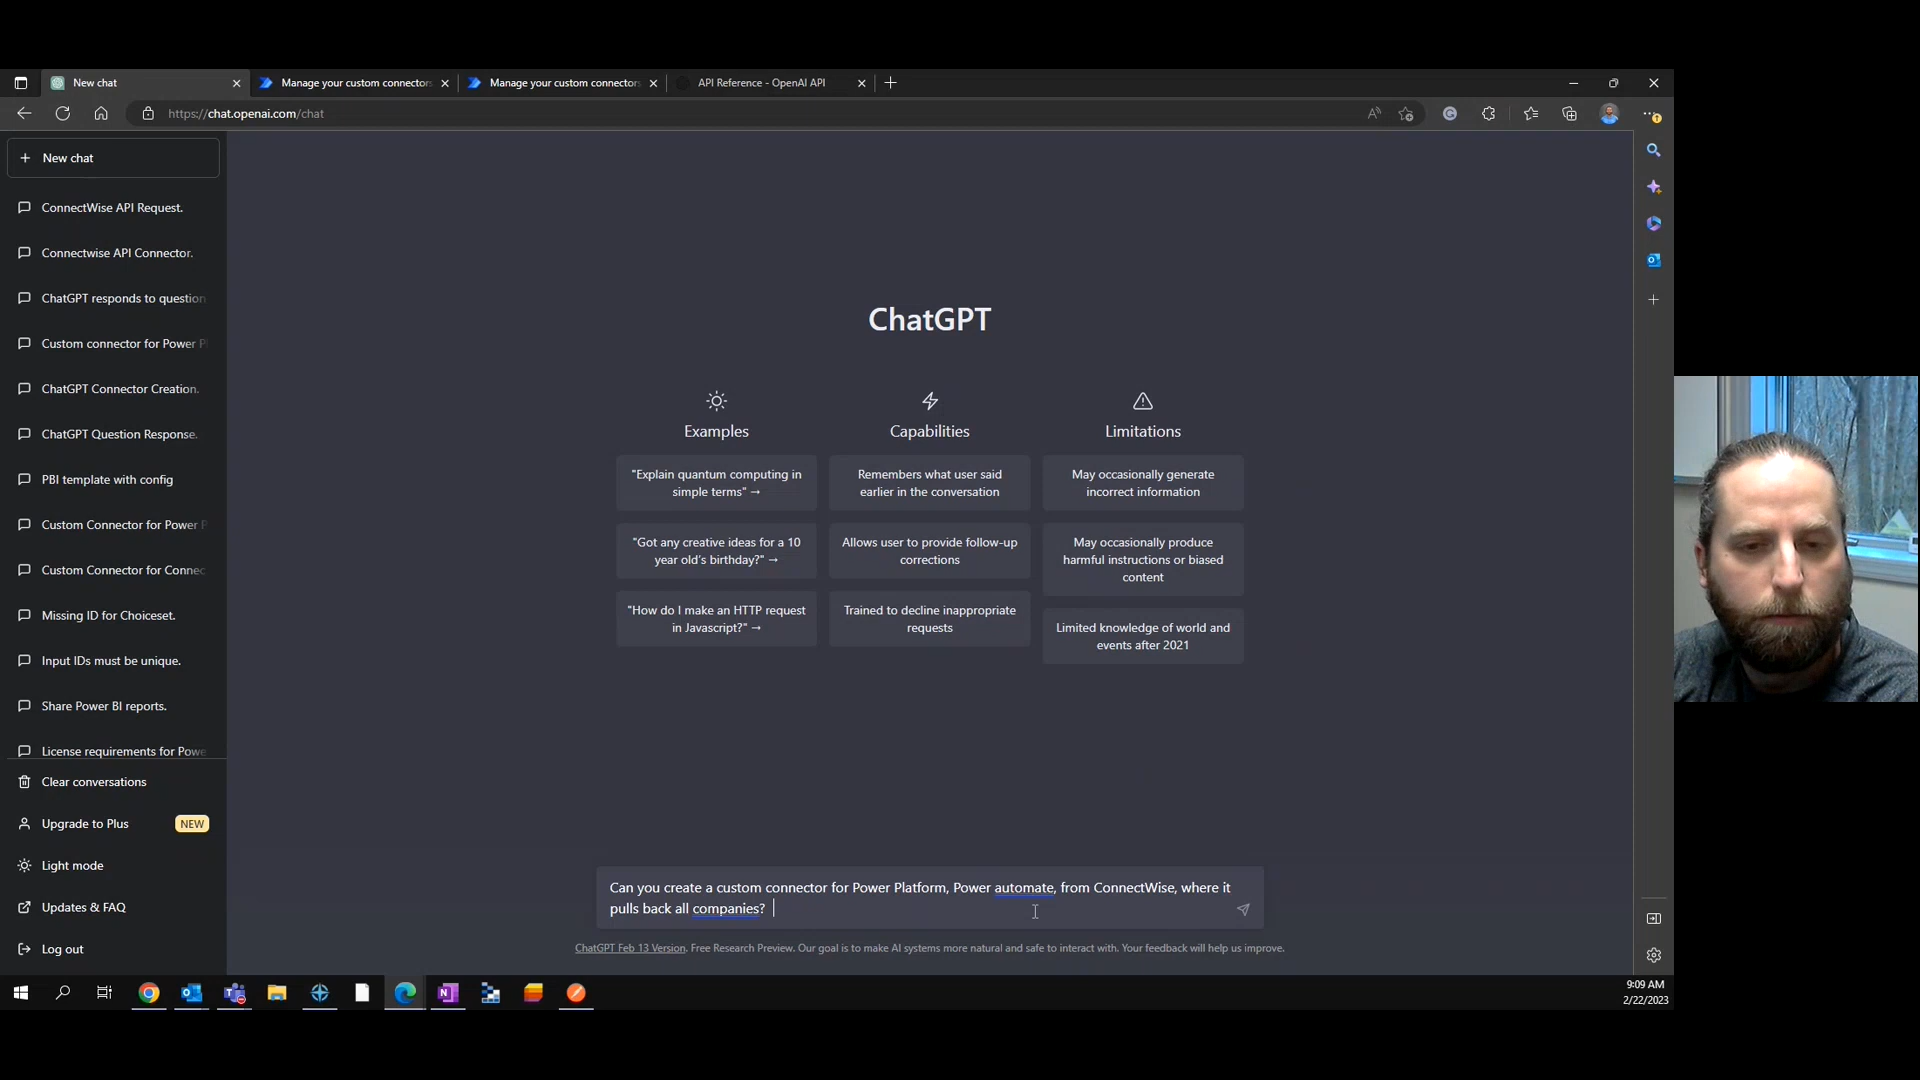 New chat
Manage your custom connectors
Manage your custom connectors
API Reference - OpenAI API
https://chat.openai.com/chat
New chat
ConnectWise API Request.
Connectwise API Connector.
ChatGPT responds to question
Custom connector for Power P
ChatGPT Connector Creation.
ChatGPT Question Response.
PBI template with config
Custom Connector for Power P
Custom Connector for Connec
Missing ID for Choiceset.
Input IDs must be unique.
Share Power BI reports.
License requirements for Powe
Clear conversations
Upgrade to Plus NEW
Light mode
Updates & FAQ
Log out
ChatGPT
Examples
"Explain quantum computing in
simple terms" →
"Got any creative ideas for a 10
year old's birthday?" →
"How do I make an HTTP request
in Javascript?" →
Capabilities
Remembers what user said
earlier in the conversation
Allows user to provide follow-up
corrections
Trained to decline inappropriate
requests
Limitations
May occasionally generate
incorrect information
May occasionally produce
harmful instructions or biased
content
Limited knowledge of world and
events after 2021
Can you create a custom connector for Power Platform, Power automate, from ConnectWise, where it
pulls back all companies?
ChatGPT Feb 13 Version. Free Research Preview. Our goal is to make AI systems more natural and safe to interact with. Your feedback will help us improve.
9:09 AM
2/22/2023